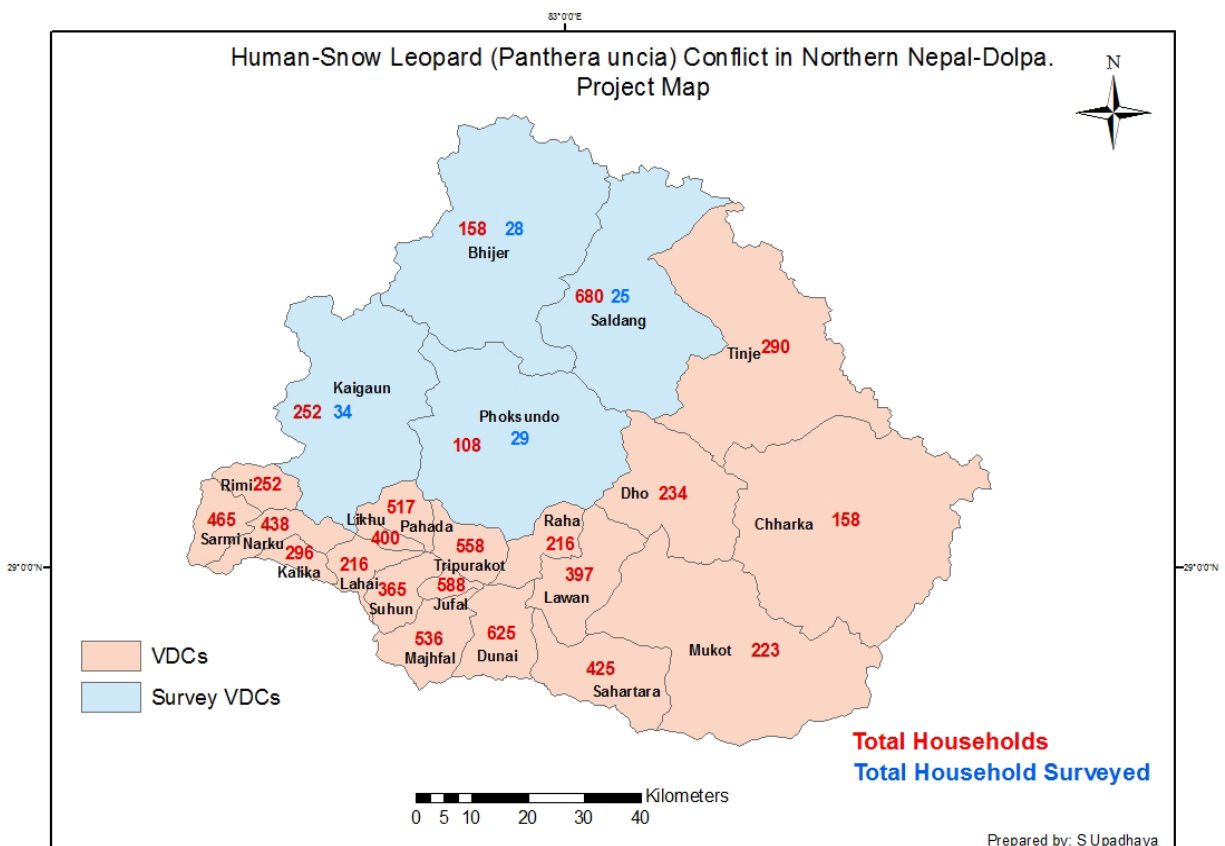 83°0'0"E
Human-Snow Leopard (Panthera uncia) Conflict in Northern Nepal-Dolpa.
Project Map
N
158 28
Bhijer
680 25
Saldang
Tinje 290
Kaigaun
252 34
Phoksundo
108 29
Rimi 252
Dho 234
Chharka 158
465
Sarmi
438
Narku
296
Kalika
Likhu
517
Pahada
400
216
Lahai
558
Tripurakot
Raha
216
397
Lawan
365
Suhun
588
Jufal
536
Majhfal
625
Dunai
425
Sahartara
Mukot 223
29°0'0"N
29°0'0"N
VDCs
Survey VDCs
Total Households
Total Household Surveyed
Kilometers
0 5 10 20 30 40
Prepared by: S Upadhaya